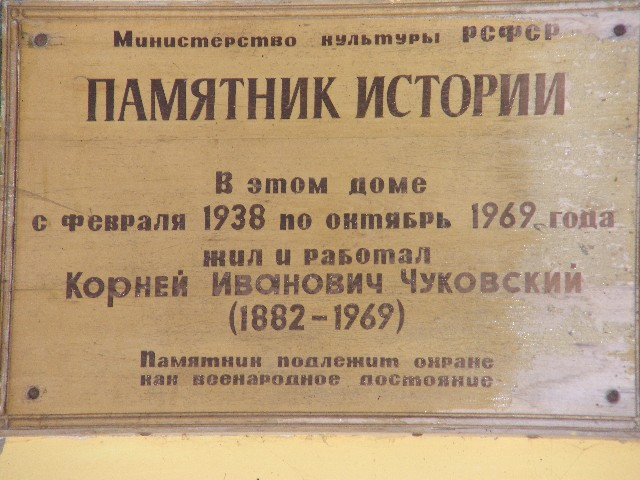 Министерство культуры РСФСР
ПАМЯТНИК ИСТОРИИ
В этом доме
с февраля 1938 по октябрь 1969 года
жил и работал
Корней Иванович Чуковский
(1882-1969)
Памятник подлежит охране
как всенародное достояние